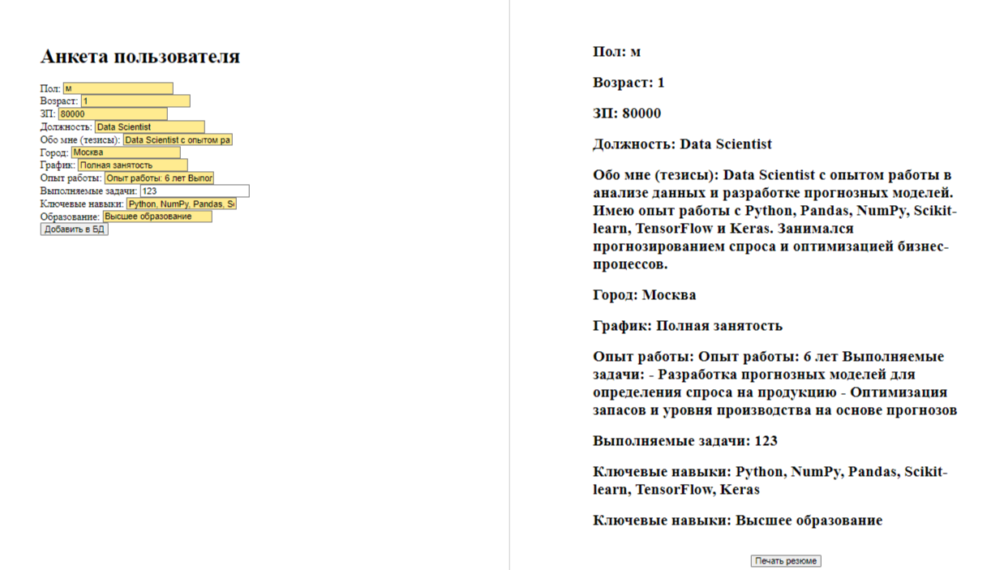 Анкета пользователя
Пол: м
Возраст: 1
ЗП: 80000
Должность: Data Scientist
Обо мне (тезисы): Data Scientist с опытом ра
Город: Москва
График: Полная занятость
Опыт работы: Опыт работы: 6 лет Выпол
Выполняемые задачи: 123
Ключевые навыки: Python, NumPy, Pandas, S
Образование: Высшее образование
Добавить в БД
Пол: м
Возраст: 1
ЗП: 80000
Должность: Data Scientist
Обо мне (тезисы): Data Scientist с опытом работы в
анализе данных и разработке прогнозных моделей.
Имею опыт работы с Python, Pandas, NumPy, Scikit-
learn, TensorFlow и Keras. Занимался
прогнозированием спроса и оптимизацией бизнес-
процессов.
Город: Москва
График: Полная занятость
Опыт работы: Опыт работы: 6 лет Выполняемые
задачи: - Разработка прогнозных моделей для
определения спроса на продукцию - Оптимизация
запасов и уровня производства на основе прогнозов
Выполняемые задачи: 123
Ключевые навыки: Python, NumPy, Pandas, Scikit-
learn, TensorFlow, Keras
Ключевые навыки: Высшее образование
Печать резюме